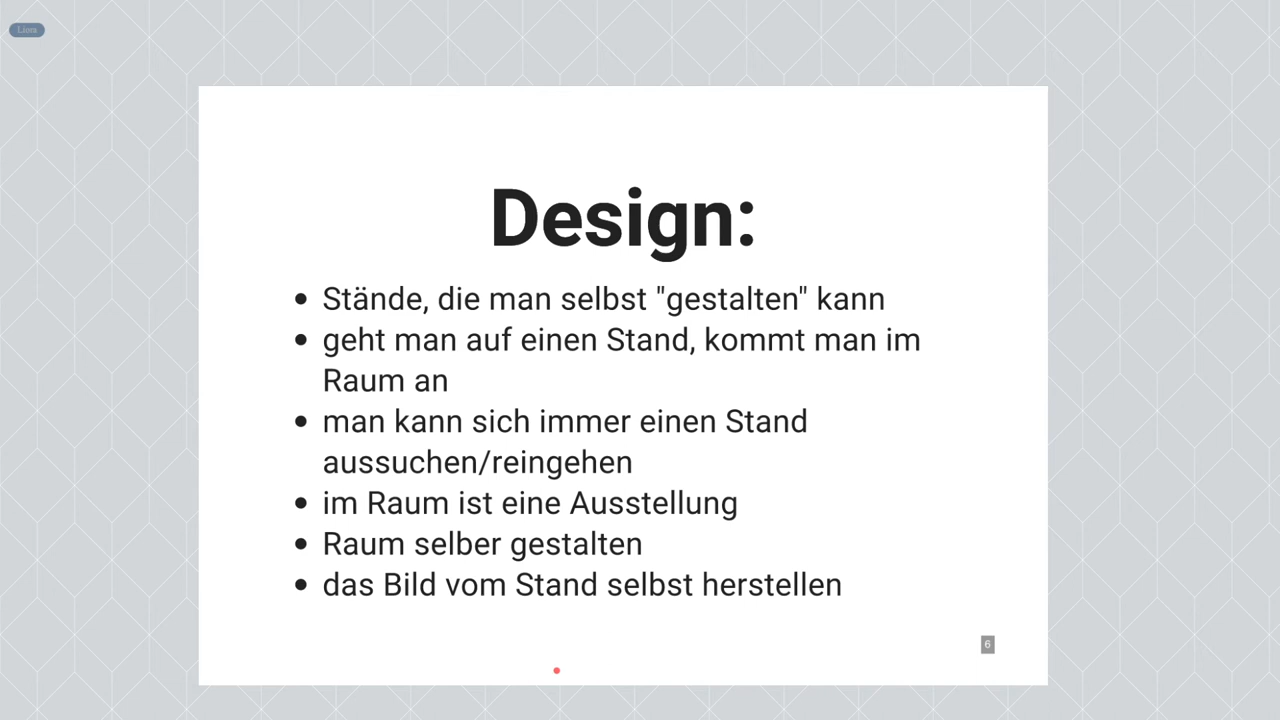 Liora
Design:
• Stände, die man selbst "gestalten" kann
• geht man auf einen Stand, kommt man im
Raum an
• man kann sich immer einen Stand
aussuchen/reingehen
• im Raum ist eine Ausstellung
• Raum selber gestalten
• das Bild vom Stand selbst herstellen
6